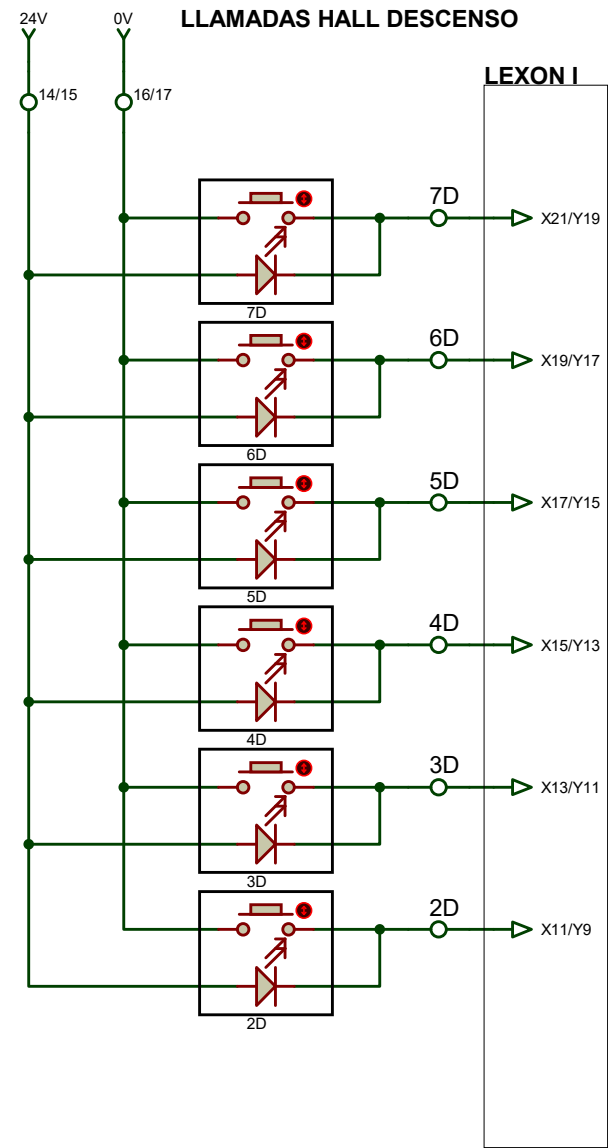 24V
0V
LLAMADAS HALL DESCENSO
LEXON I
14/15
16/17
7D
X21/Y19
7D
6D
X19/Y17
6D
5D
X17/Y15
5D
4D
X15/Y13
4D
3D
X13/Y11
3D
2D
X11/Y9
2D